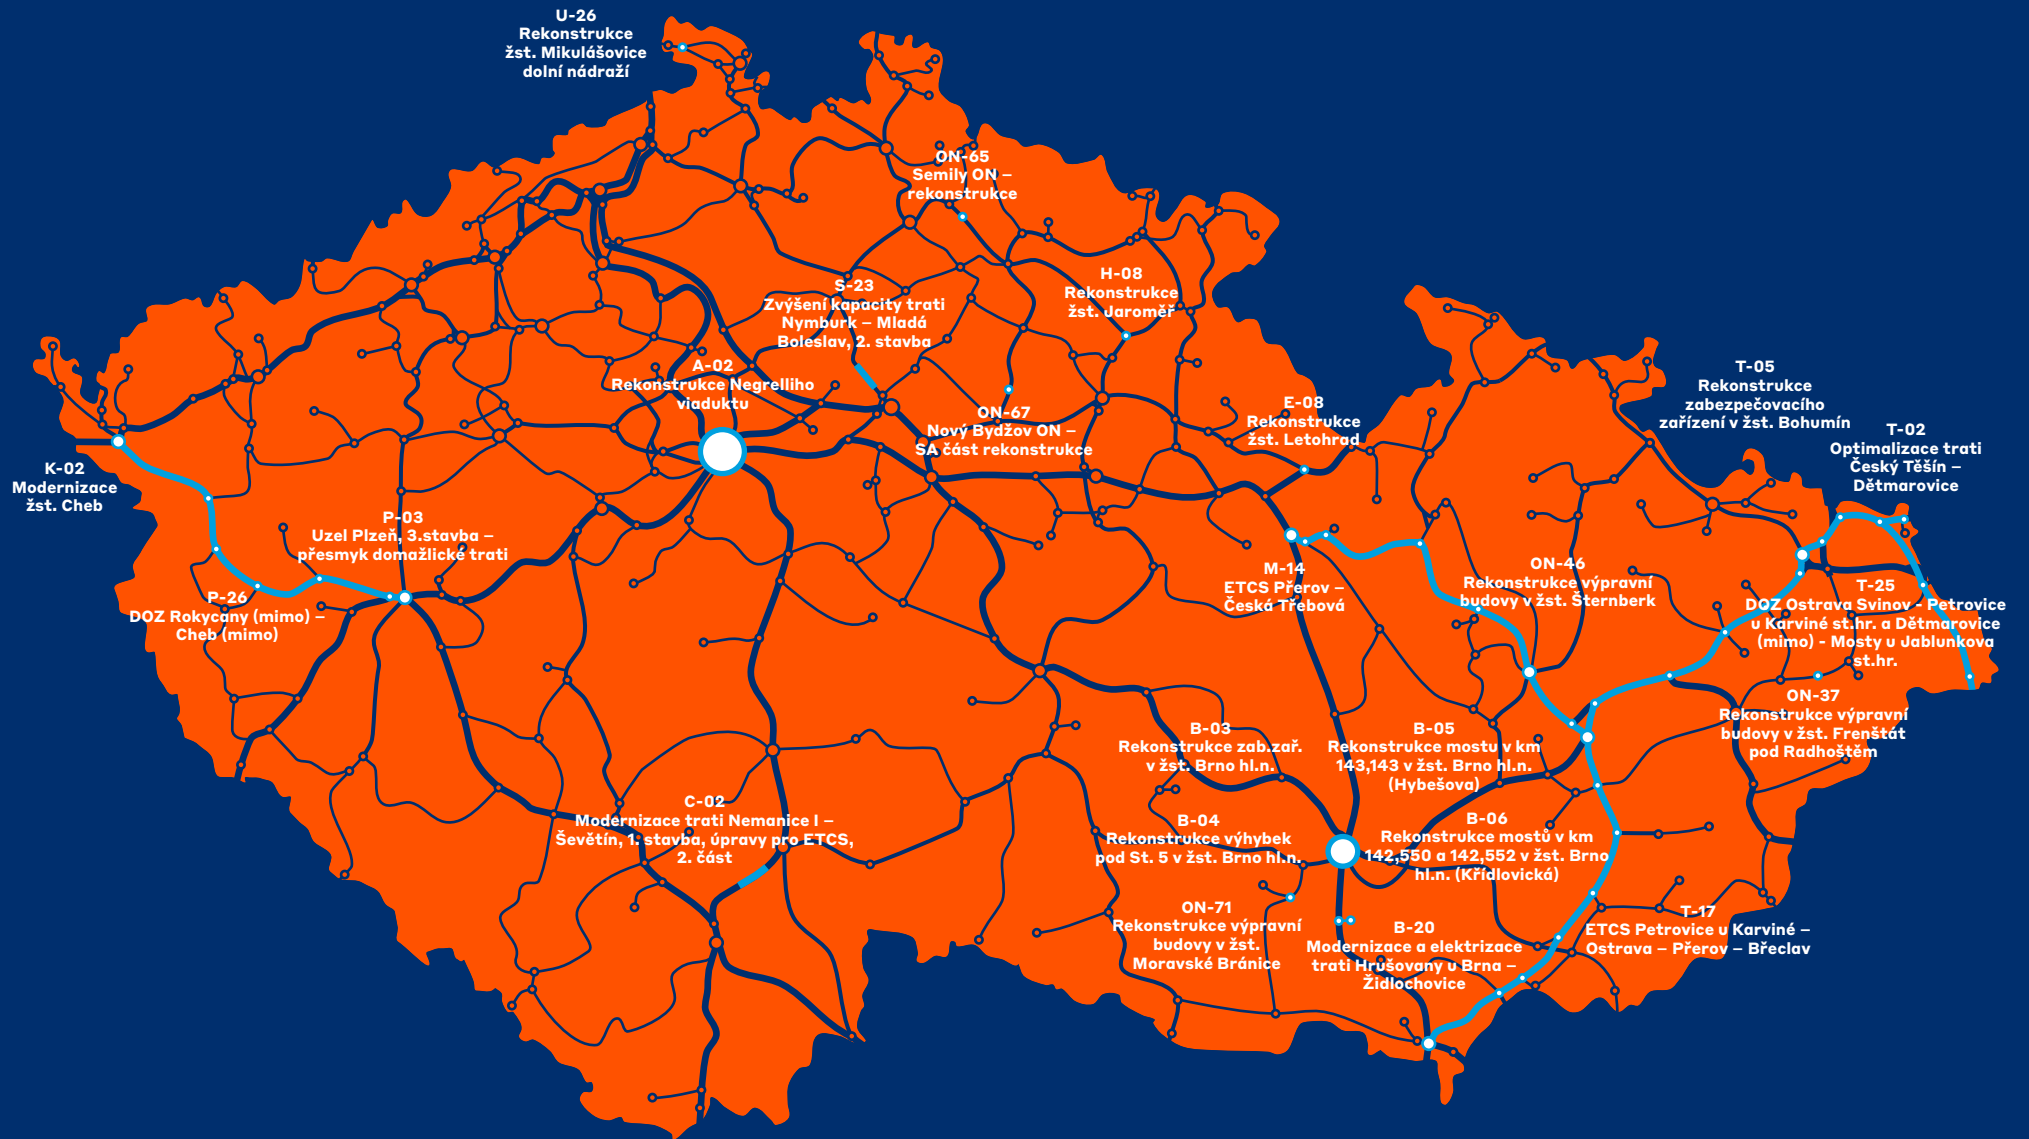 U-26
Rekonstrukce
žst. Mikulášovice
dolní nádraží
ON-65
Semily ON –
rekonstrukce
H-08
Rekonstrukce
žst. Jaroměř
S-23
Zvýšení kapacity trati
Nymburk – Mladá
Boleslav, 2. stavba
A-02
Rekonstrukce Negrelliho
viaduktu
ON-67
Nový Bydžov ON –
SA část rekonstrukce
E-08
Rekonstrukce
žst. Letohrad
T-05
Rekonstrukce
zabezpečovacího
zařízení v žst. Bohumín
T-02
Optimalizace trati
Český Těšín –
Dětmarovice
K-02
Modernizace
žst. Cheb
P-03
Uzel Plzeň, 3.stavba –
přesmyk domažlické trati
P-26
DOZ Rokycany (mimo) –
Cheb (mimo)
M-14
ETCS Přerov –
Česká Třebová
ON-46
Rekonstrukce výpravní
budovy v žst. Šternberk
T-25
DOZ Ostrava Svinov - Petrovice
u Karviné st.hr. a Dětmarovice
(mimo) - Mosty u Jablunkova
st.hr.
ON-37
Rekonstrukce výpravní
budovy v žst. Frenštát
pod Radhoštěm
B-03
Rekonstrukce zab.zař.
v žst. Brno hl.n.
B-05
Rekonstrukce mostu v km
143,143 v žst. Brno hl.n.
(Hybešova)
C-02
Modernizace trati Nemanice I –
Ševětín, 1. stavba, úpravy pro ETCS,
2. část
B-04
Rekonstrukce výhybek
pod St. 5 v žst. Brno hl.n.
B-06
Rekonstrukce mostů v km
142,550 a 142,552 v žst. Brno
hl.n. (Křídlovická)
ON-71
Rekonstrukce výpravní
budovy v žst.
Moravské Bránice
B-20
Modernizace a elektrizace
trati Hrušovany u Brna –
Židlochovice
T-17
ETCS Petrovice u Karviné –
Ostrava – Přerov – Břeclav